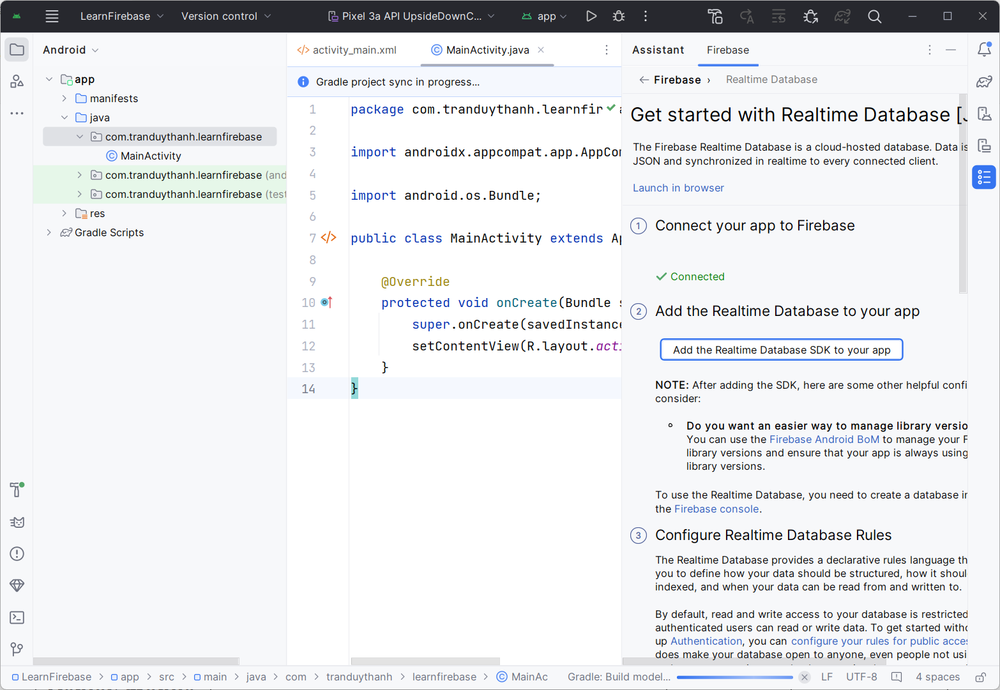 LearnFirebase
Version control
Pixel 3a API UpsideDownC...
app
Android
app
manifests
java
com.tranduythanh.learnfirebase
MainActivity
com.tranduythanh.learnfirebase (and
com.tranduythanh.learnfirebase (test
res
Gradle Scripts
activity_main.xml
MainActivity.java
Gradle project sync in progress...
1 package com.tranduythanh.learnfir
2
3 import androidx.appcompat.app.AppCom
4
5 import android.os.Bundle;
6
7 public class MainActivity extends Ap
8
9 @Override
10 protected void onCreate(Bundle s
11 super.onCreate(savedInstance
12 setContentView(R.layout.acti
13 }
14 }
Assistant
Firebase
Firebase › Realtime Database
Get started with Realtime Database [J
The Firebase Realtime Database is a cloud-hosted database. Data is
JSON and synchronized in realtime to every connected client.
Launch in browser
1 Connect your app to Firebase
Connected
2 Add the Realtime Database to your app
Add the Realtime Database SDK to your app
NOTE: After adding the SDK, here are some other helpful confi
consider:
Do you want an easier way to manage library versio
You can use the Firebase Android BoM to manage your F
library versions and ensure that your app is always using
library versions.
To use the Realtime Database, you need to create a database in
the Firebase console.
3 Configure Realtime Database Rules
The Realtime Database provides a declarative rules language th
you to define how your data should be structured, how it shoul
indexed, and when your data can be read from and written to.
By default, read and write access to your database is restricted
authenticated users can read or write data. To get started witho
up Authentication, you can configure your rules for public acces
does make your database open to anyone, even people not usi
LearnFirebase > app > src > main > java > com > tranduythanh > learnfirebase > MainAc
Gradle: Build model...
LF
UTF-8
4 spaces